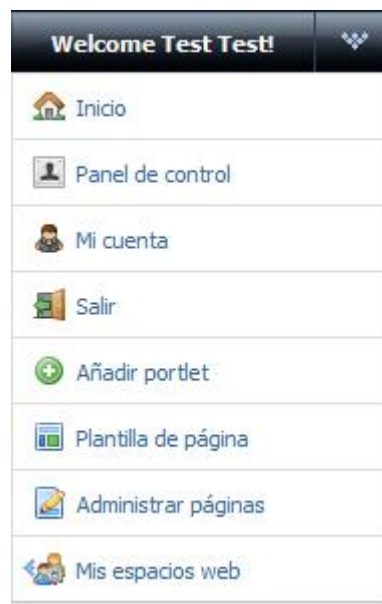 Welcome Test Test!
Inicio
Panel de control
Mi cuenta
Salir
Añadir portlet
Plantilla de página
Administrar páginas
Mis espacios web